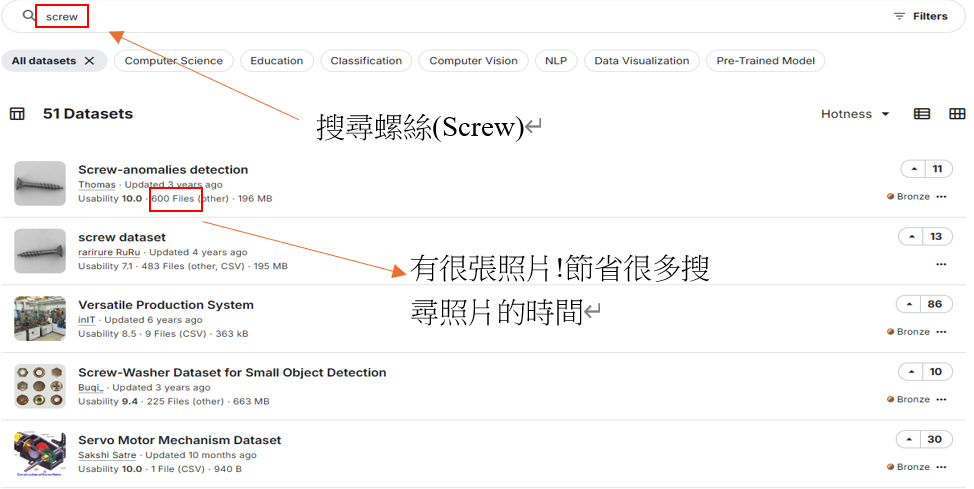 screw
Filters
All datasets
Computer Science
Education
Classification
Computer Vision
NLP
Data Visualization
Pre-Trained Model
51 Datasets
Hotness
搜尋螺絲(Screw)↵
Screw-anomalies detection
Thomas · Updated 3 years ago
Usability 10.0 · 600 Files (other) · 196 MB
11
Bronze
screw dataset
rarirure RuRu · Updated 4 years ago
Usability 7.1 · 483 Files (other, CSV) · 195 MB
13
有很張照片!節省很多搜
尋照片的時間↵
Versatile Production System
inIT · Updated 6 years ago
Usability 8.5 · 9 Files (CSV) · 363 kB
86
Bronze
Screw-Washer Dataset for Small Object Detection
Buqi_ · Updated 3 years ago
Usability 9.4 · 225 Files (other) · 663 MB
10
Bronze
Servo Motor Mechanism Dataset
Sakshi Satre · Updated 10 months ago
Usability 10.0 · 1 File (CSV) · 940 B
30
Bronze